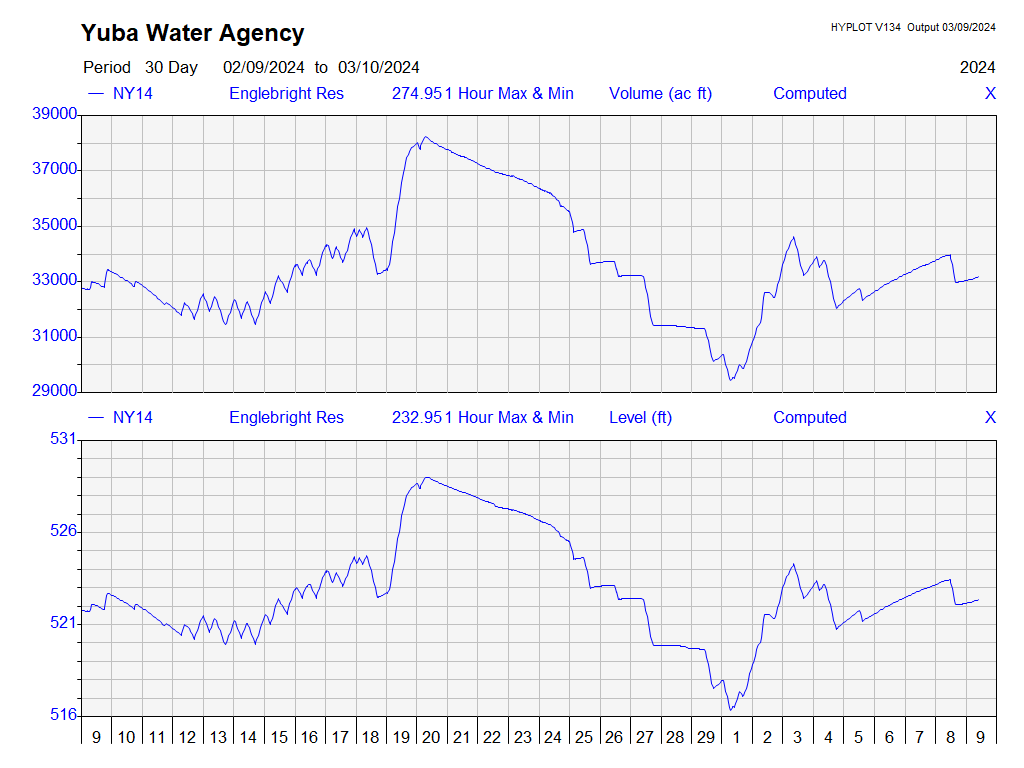 Yuba Water Agency
HYPLOT V134 Output 03/09/2024
Period 30 Day 02/09/2024 to 03/10/2024
2024
NY14 Englebright Res 274.951 Hour Max & Min Volume (ac ft) Computed X
39000
37000
35000
33000
31000
29000
NY14 Englebright Res 232.951 Hour Max & Min Level (ft) Computed X
531
526
521
516
9 10 11 12 13 14 15 16 17 18 19 20 21 22 23 24 25 26 27 28 29 1 2 3 4 5 6 7 8 9